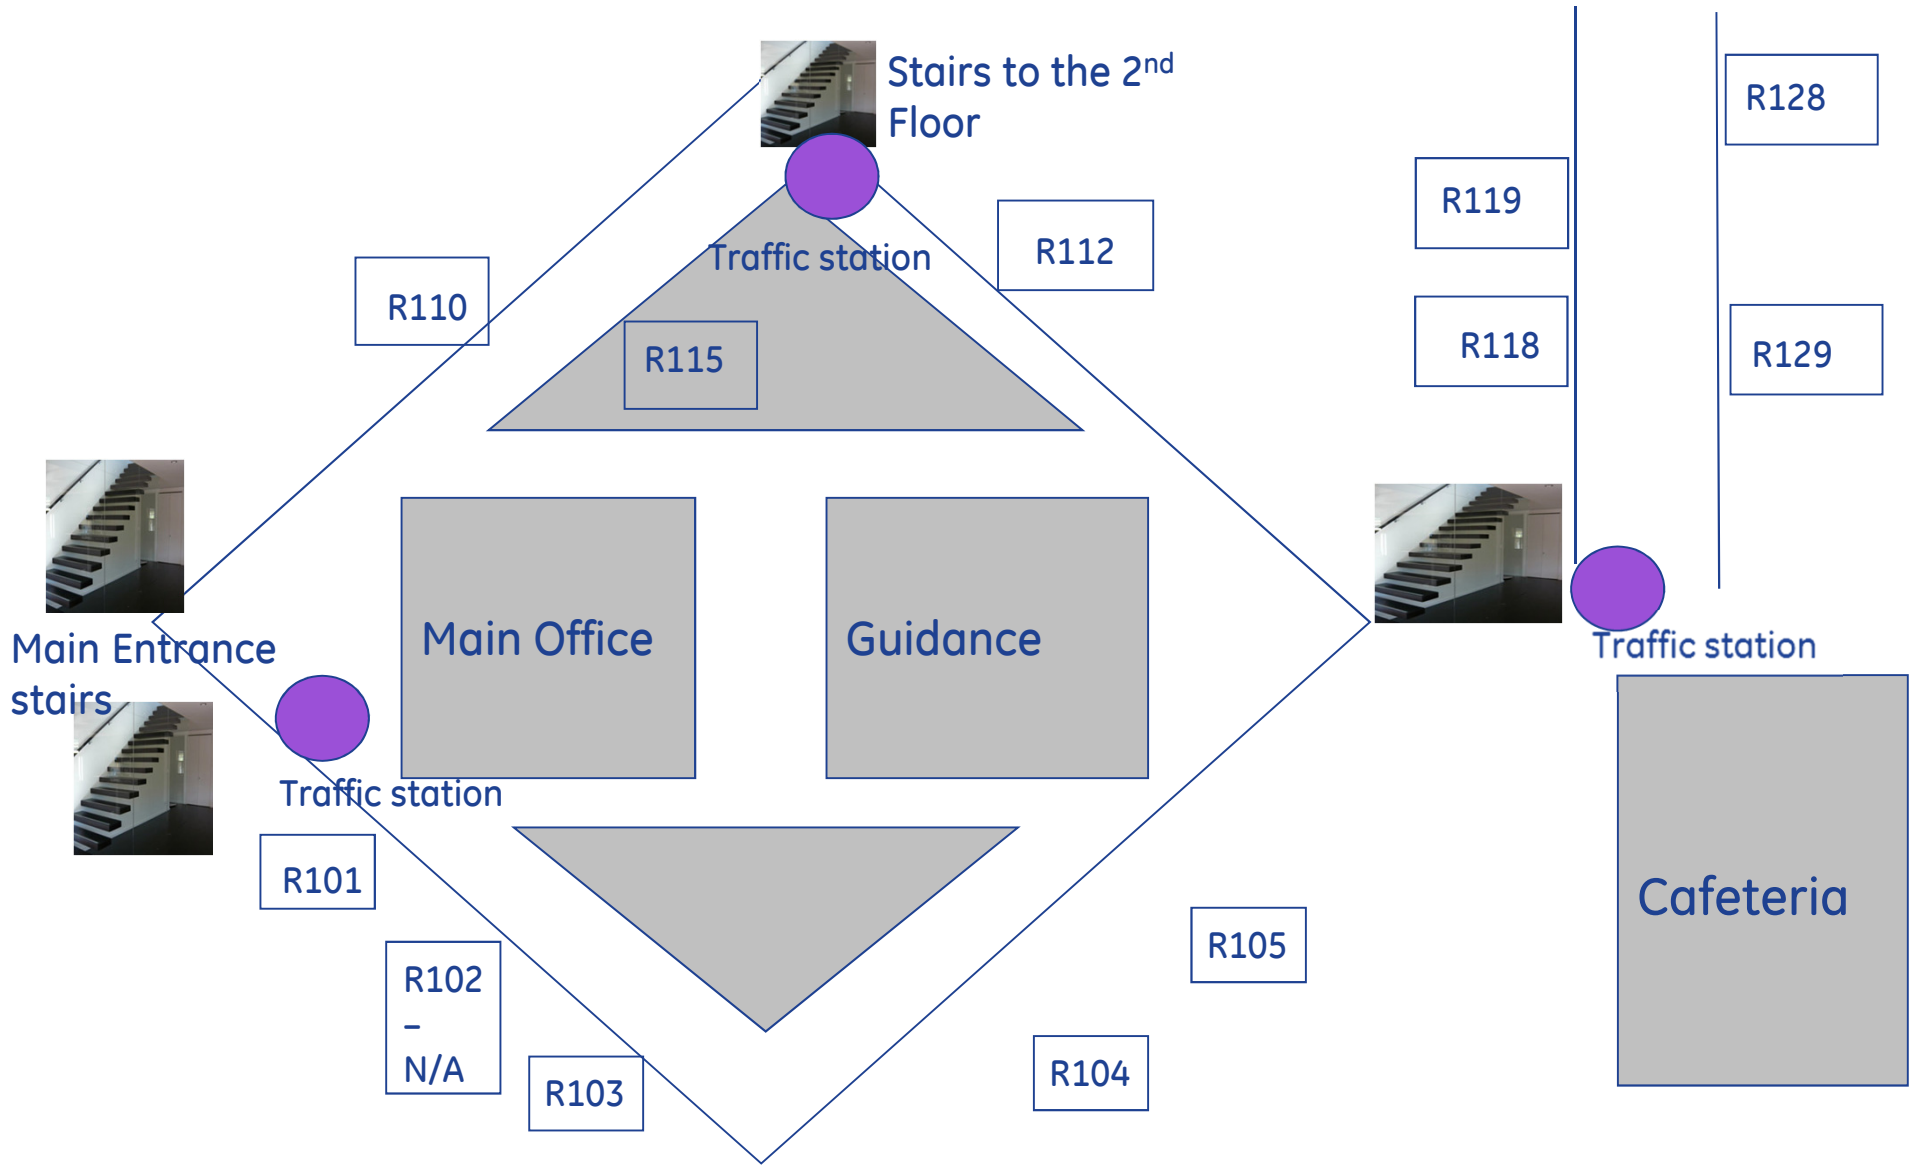 Stairs to the 2nd
Floor
R128
R119
R112
Traffic station
R110
R118
R129
R115
Main Entrance
stairs
Main Office
Guidance
Traffic station
Traffic station
R101
Cafeteria
R102
–
N/A
R105
R103
R104